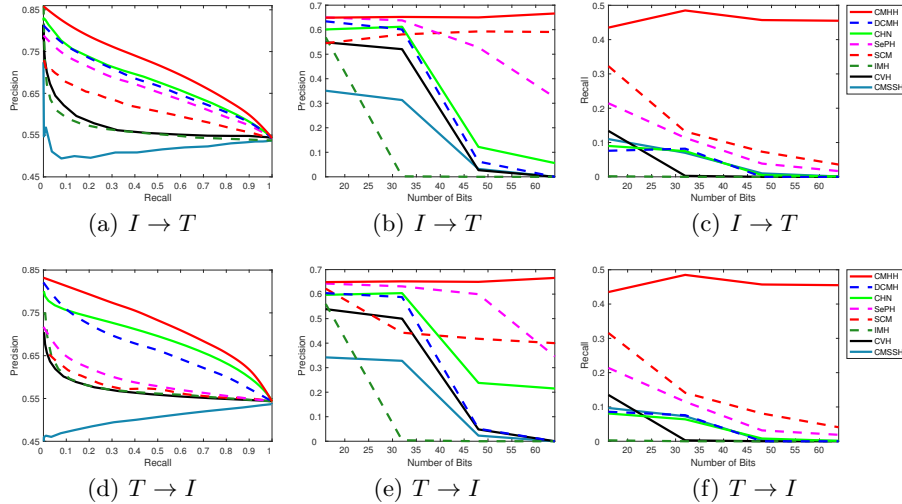 0.85
0.75
0.65
0.55
0.45
Precision
0 0.1 0.2 0.3 0.4 0.5 0.6 0.7 0.8 0.9 1
Recall
(a) I → T
0.7
0.6
0.5
0.4
0.3
0.2
0.1
0
Precision
20 25 30 35 40 45 50 55 60
Number of Bits
(b) I → T
0.5
0.4
0.3
0.2
0.1
0
Recall
20 25 30 35 40 45 50 55 60
Number of Bits
(c) I → T
CMHH
DCMH
CHN
SePH
SCM
IMH
CVH
CMSSH
0.85
0.75
0.65
0.55
0.45
Precision
0 0.1 0.2 0.3 0.4 0.5 0.6 0.7 0.8 0.9 1
Recall
(d) T → I
0.7
0.6
0.5
0.4
0.3
0.2
0.1
0
Precision
20 25 30 35 40 45 50 55 60
Number of Bits
(e) T → I
0.5
0.4
0.3
0.2
0.1
0
Recall
20 25 30 35 40 45 50 55 60
Number of Bits
(f) T → I
CMHH
DCMH
CHN
SePH
SCM
IMH
CVH
CMSSH